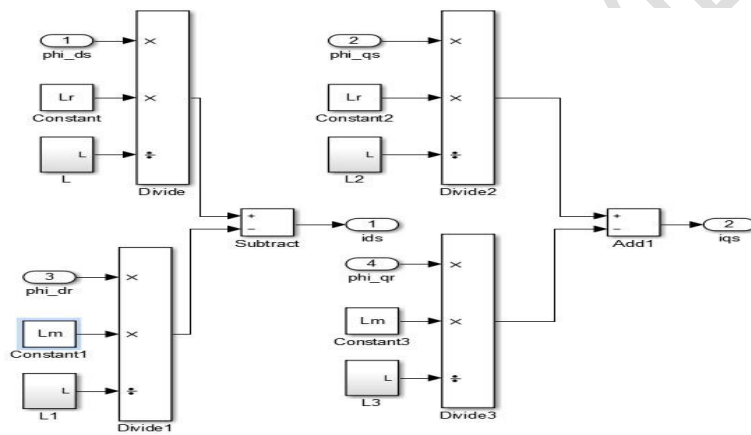 1
phi_ds
×
Lr
×
Constant
L
÷
L
Divide
3
phi_dr
×
Lm
×
Constant1
L
÷
L1
Divide1
+
−
Subtract
1
ids
2
phi_qs
×
Lr
×
Constant2
L
÷
L2
Divide2
4
phi_qr
×
Lm
×
Constant3
L
÷
L3
Divide3
+
−
Add1
2
iqs